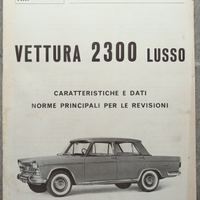 VETTURA 2300 LUSSO
CARATTERISTICHE E DATI
NORME PRINCIPALI PER LE REVISIONI